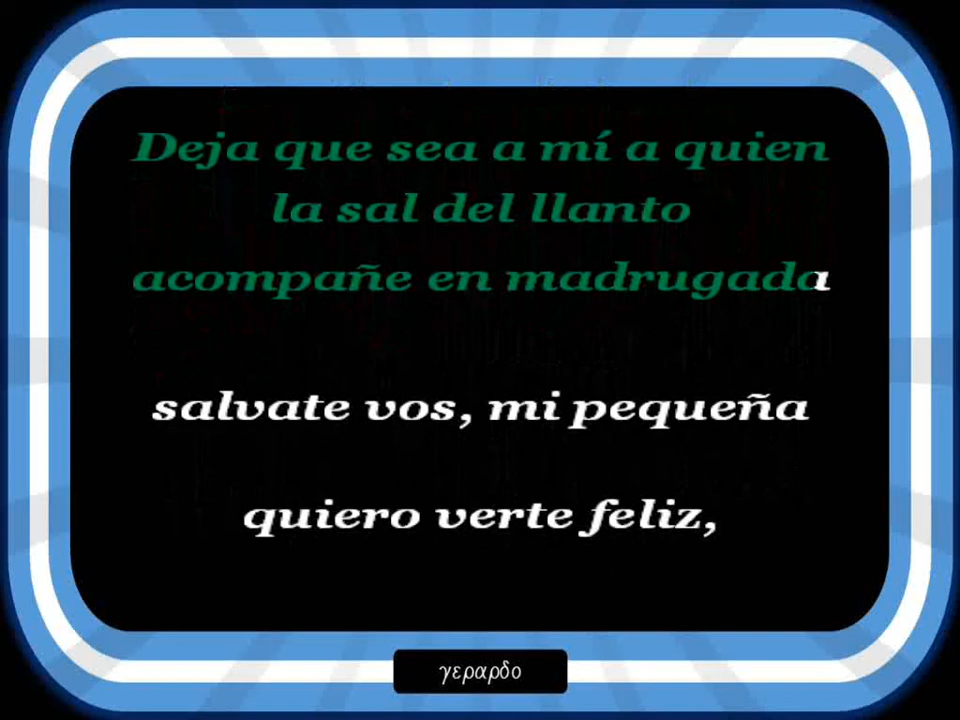 Deja que sea a mí a quien
la sal del llanto
acompañe en madrugada
salvate vos, mi pequeña
quiero verte feliz,
γεραρδο